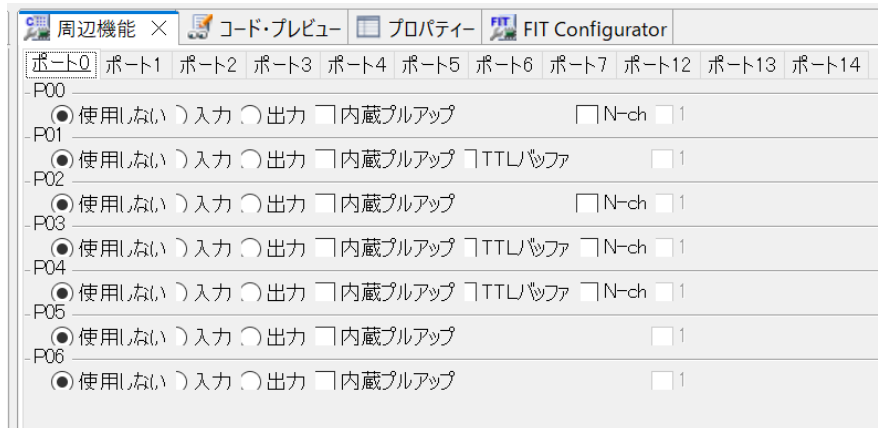 周辺機能 コード・プレビュー プロパティー FIT Configurator
ポート0 ポート1 ポート2 ポート3 ポート4 ポート5 ポート6 ポート7 ポート12 ポート13 ポート14
P00
使用しない 入力 出力 内蔵プルアップ N-ch 1
P01
使用しない 入力 出力 内蔵プルアップ TTLバッファ 1
P02
使用しない 入力 出力 内蔵プルアップ N-ch 1
P03
使用しない 入力 出力 内蔵プルアップ TTLバッファ N-ch 1
P04
使用しない 入力 出力 内蔵プルアップ TTLバッファ N-ch 1
P05
使用しない 入力 出力 内蔵プルアップ 1
P06
使用しない 入力 出力 内蔵プルアップ 1